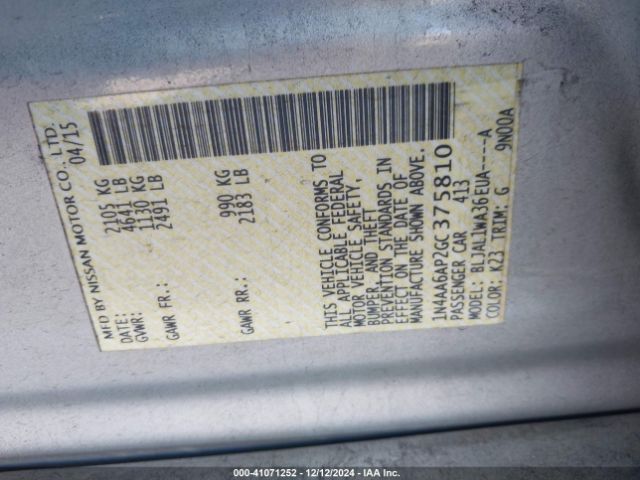 MFD BY NISSAN MOTOR CO., LTD.
DATE: 04/15
GVWR: 2105 KG
4641 LB
GAWR FR.: 1130 KG
2491 LB
GAWR RR.: 990 KG
2183 LB
THIS VEHICLE CONFORMS TO
ALL APPLICABLE FEDERAL
MOTOR VEHICLE SAFETY,
BUMPER, AND THEFT
PREVENTION STANDARDS IN
EFFECT ON THE DATE OF
MANUFACTURE SHOWN ABOVE.
1N4AA6AP2GC375810
PASSENGER CAR 413
MODEL: BLJALIWA36EUA----A
COLOR: K23 TRIM: G 9N00A
000-41071252 | 12/12/2024 | IAA Inc.